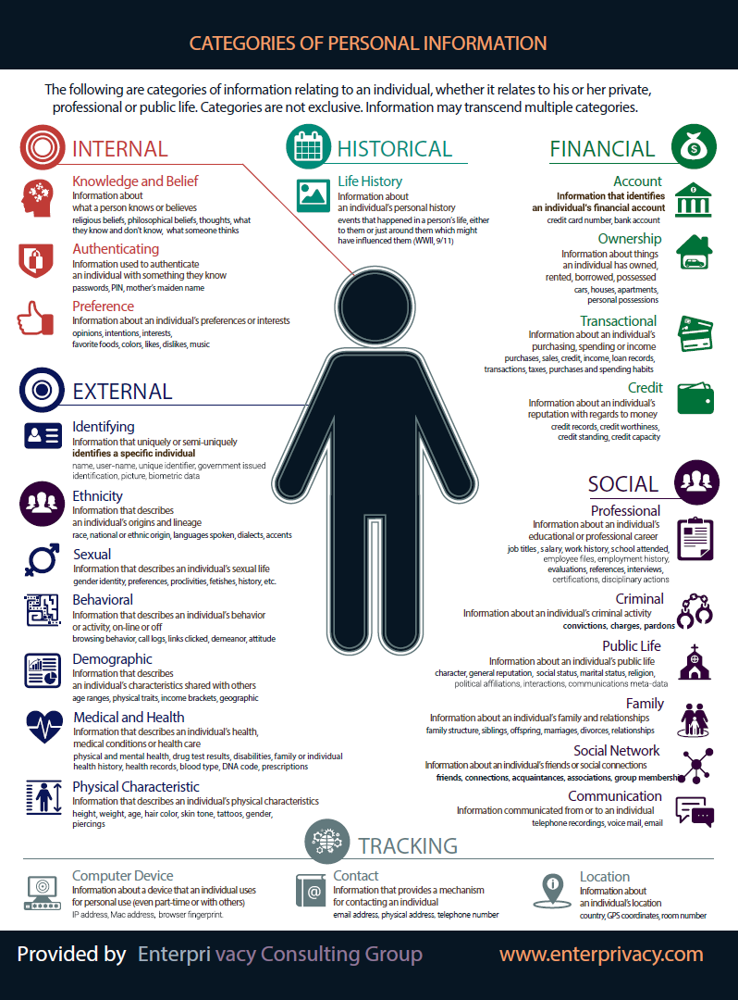 CATEGORIES OF PERSONAL INFORMATION
The following are categories of information relating to an individual, whether it relates to his or her private,
professional or public life. Categories are not exclusive. Information may transcend multiple categories.
INTERNAL
Knowledge and Belief
Information about
what a person knows or believes
religious beliefs, philosophical beliefs, thoughts, what
they know and don't know, what someone thinks
Authenticating
Information used to authenticate
an individual with something they know
passwords, PIN, mother's maiden name
Preference
Information about an individual's preferences or interests
opinions, intentions, interests,
favorite foods, colors, likes, dislikes, music
HISTORICAL
Life History
Information about
an individual's personal history
events that happened in a person's life, either
to them or just around them which might
have influenced them (WWII, 9/11)
FINANCIAL
$
Account
Information that identifies
an individual's financial account
credit card number, bank account
Ownership
Information about things
an individual has owned,
rented, borrowed, possessed
cars, houses, apartments,
personal possessions
Transactional
Information about an individual's
purchasing, spending or income
purchases, sales, credit, income, loan records,
transactions, taxes, purchases and spending habits
Credit
Information about an individual's
reputation with regards to money
credit records, credit worthiness,
credit standing, credit capacity
EXTERNAL
Identifying
Information that uniquely or semi-uniquely
identifies a specific individual
name, user-name, unique identifier, government issued
identification, picture, biometric data
Ethnicity
Information that describes
an individual's origins and lineage
race, national or ethnic origin, languages spoken, dialects, accents
Sexual
Information that describes an individual's sexual life
gender identity, preferences, proclivities, fetishes, history, etc.
Behavioral
Information that describes an individual's behavior
or activity, on-line or off
browsing behavior, call logs, links clicked, demeanor, attitude
Demographic
Information that describes
an individual's characteristics shared with others
age ranges, physical traits, income brackets, geographic
Medical and Health
Information that describes an individual's health,
medical conditions or health care
physical and mental health, drug test results, disabilities, family or individual
health history, health records, blood type, DNA code, prescriptions
Physical Characteristic
Information that describes an individual's physical characteristics
height, weight, age, hair color, skin tone, tattoos, gender,
piercings
SOCIAL
Professional
Information about an individual's
educational or professional career
job titles, salary, work history, school attended,
employee files, employment history,
evaluations, references, interviews,
certifications, disciplinary actions
Criminal
Information about an individual's criminal activity
convictions, charges, pardons
Public Life
Information about an individual's public life
character, general reputation, social status, marital status, religion,
political affiliations, interactions, communications meta-data
Family
Information about an individual's family and relationships
family structure, siblings, offspring, marriages, divorces, relationships
Social Network
Information about an individual's friends or social connections
friends, connections, acquaintances, associations, group membership
Communication
Information communicated from or to an individual
telephone recordings, voice mail, email
TRACKING
Computer Device
Information about a device that an individual uses
for personal use (even part-time or with others)
IP address, Mac address, browser fingerprint.
@
Contact
Information that provides a mechanism
for contacting an individual
email address, physical address, telephone number
i
Location
Information about
an individual's location
country, GPS coordinates, room number
Provided by Enterpri vacy Consulting Group
www.enterprivacy.com